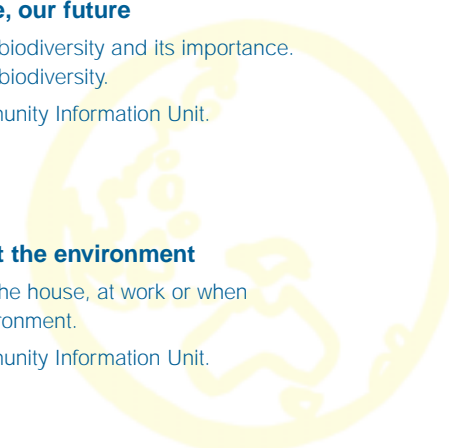 e, our future
biodiversity and its importance.
biodiversity.
unity Information Unit.
t the environment
he house, at work or when
ronment.
unity Information Unit.